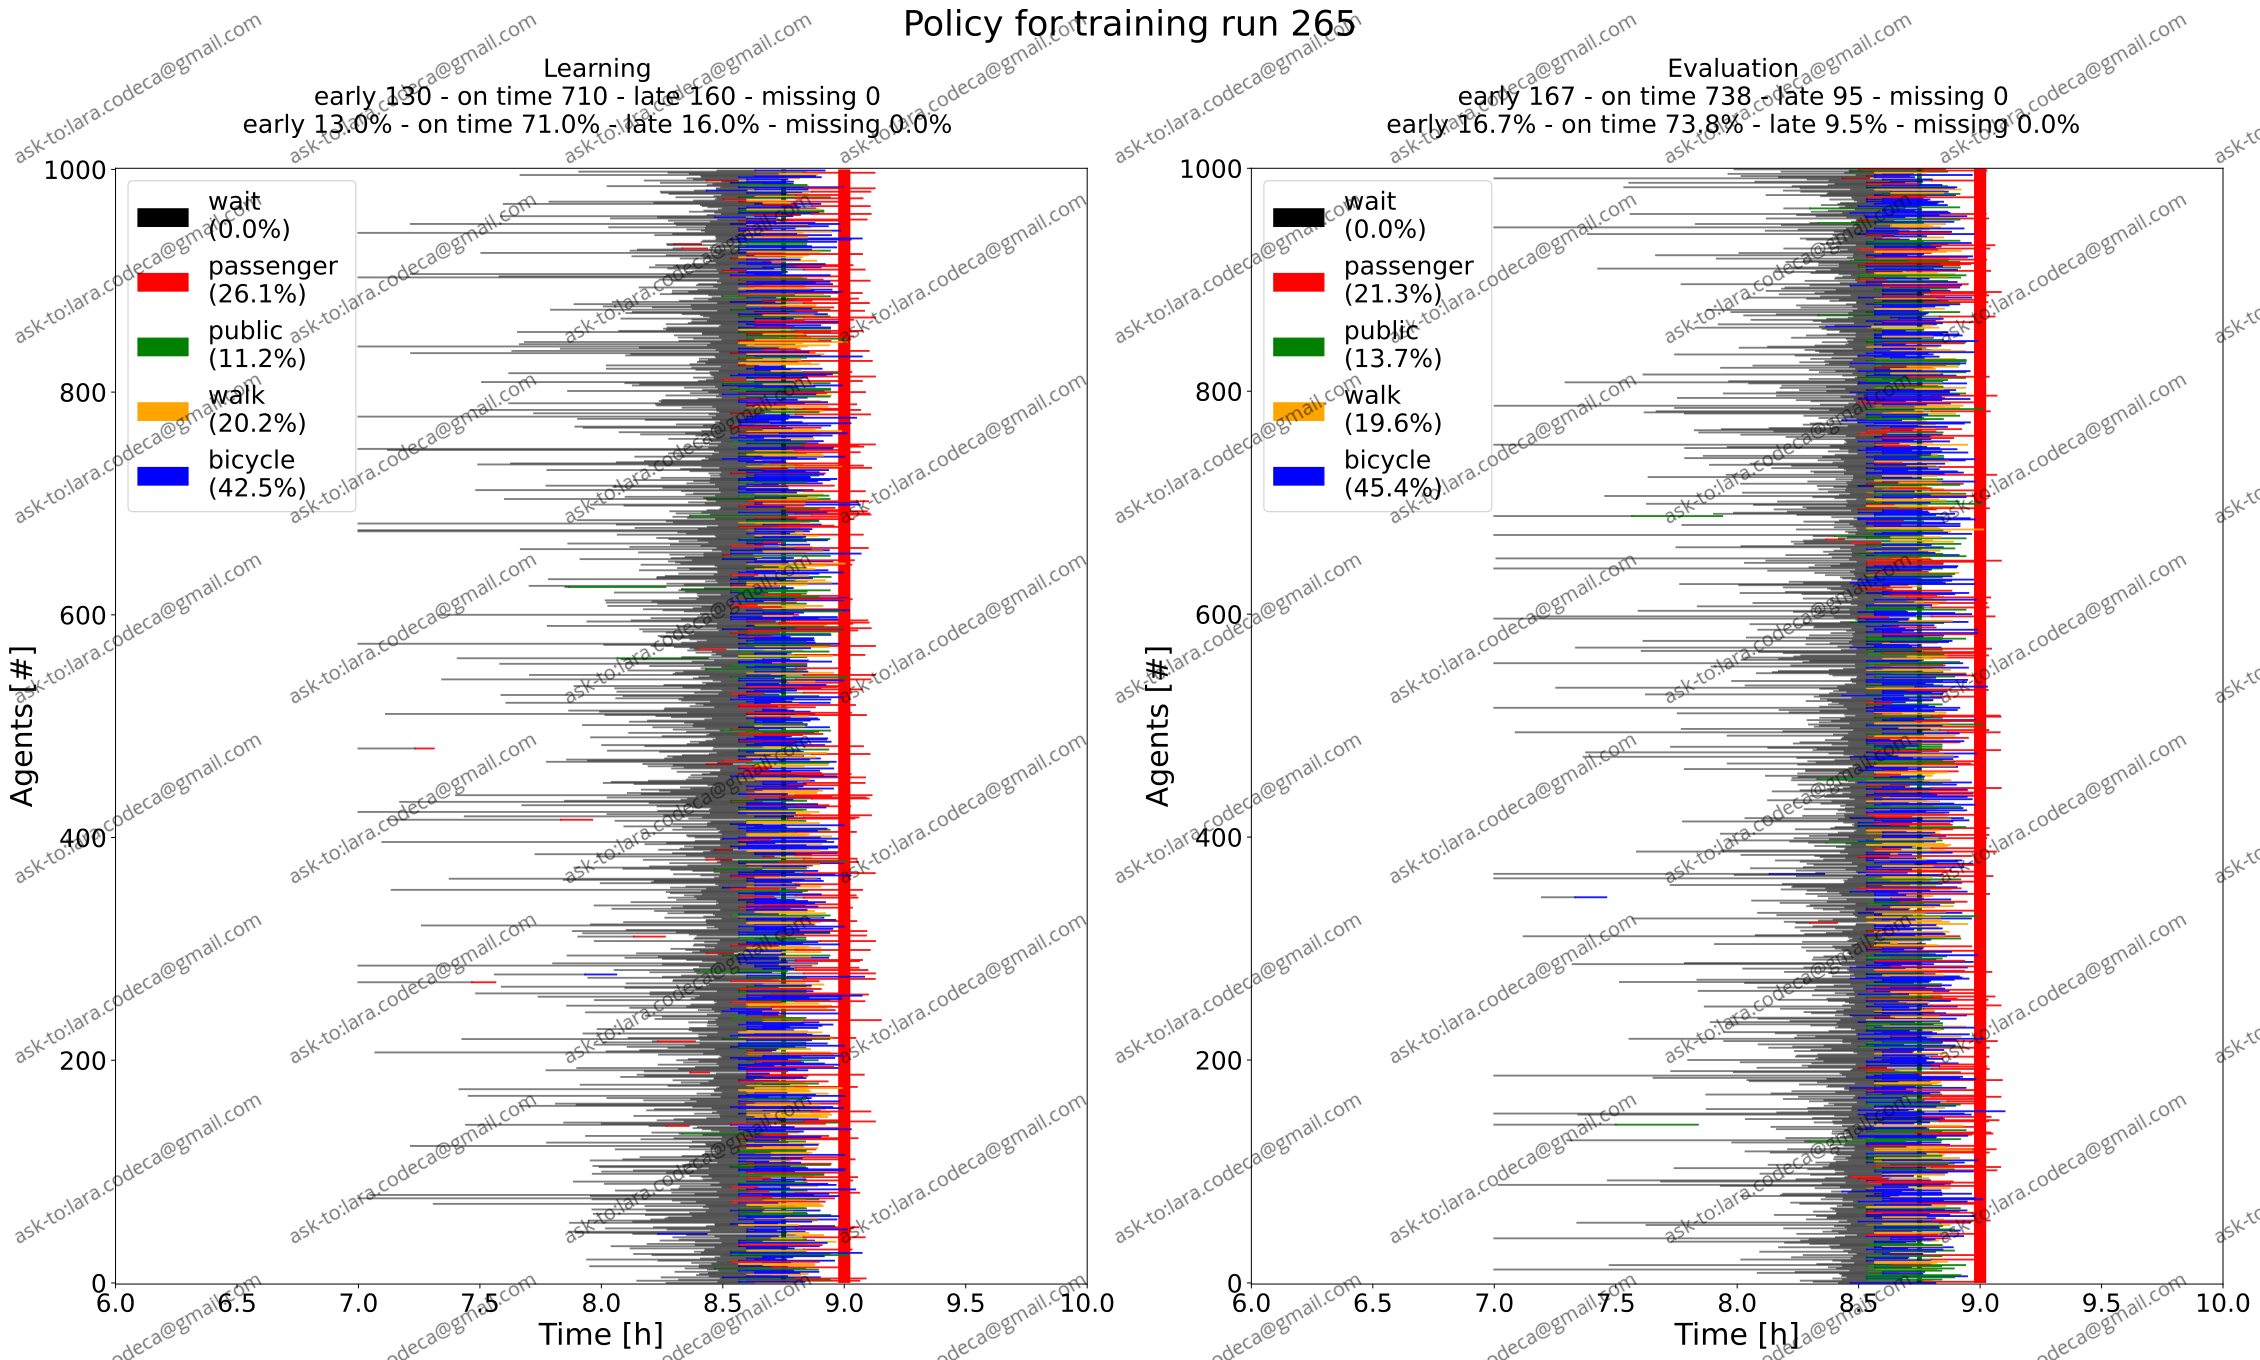 Policy for training run 265
Learning
early 130 - on time 710 - late 160 - missing 0
early 13.0% - on time 71.0% - late 16.0% - missing 0.0%
wait
(0.0%)
passenger
(26.1%)
public
(11.2%)
walk
(20.2%)
bicycle
(42.5%)
Agents [#]
1000
800
600
400
200
0
6.0 6.5 7.0 7.5 8.0 8.5 9.0 9.5 10.0
Time [h]
Evaluation
early 167 - on time 738 - late 95 - missing 0
early 16.7% - on time 73.8% - late 9.5% - missing 0.0%
wait
(0.0%)
passenger
(21.3%)
public
(13.7%)
walk
(19.6%)
bicycle
(45.4%)
Agents [#]
1000
800
600
400
200
0
6.0 6.5 7.0 7.5 8.0 8.5 9.0 9.5 10.0
Time [h]
ask-to:lara.codeca@gmail.com